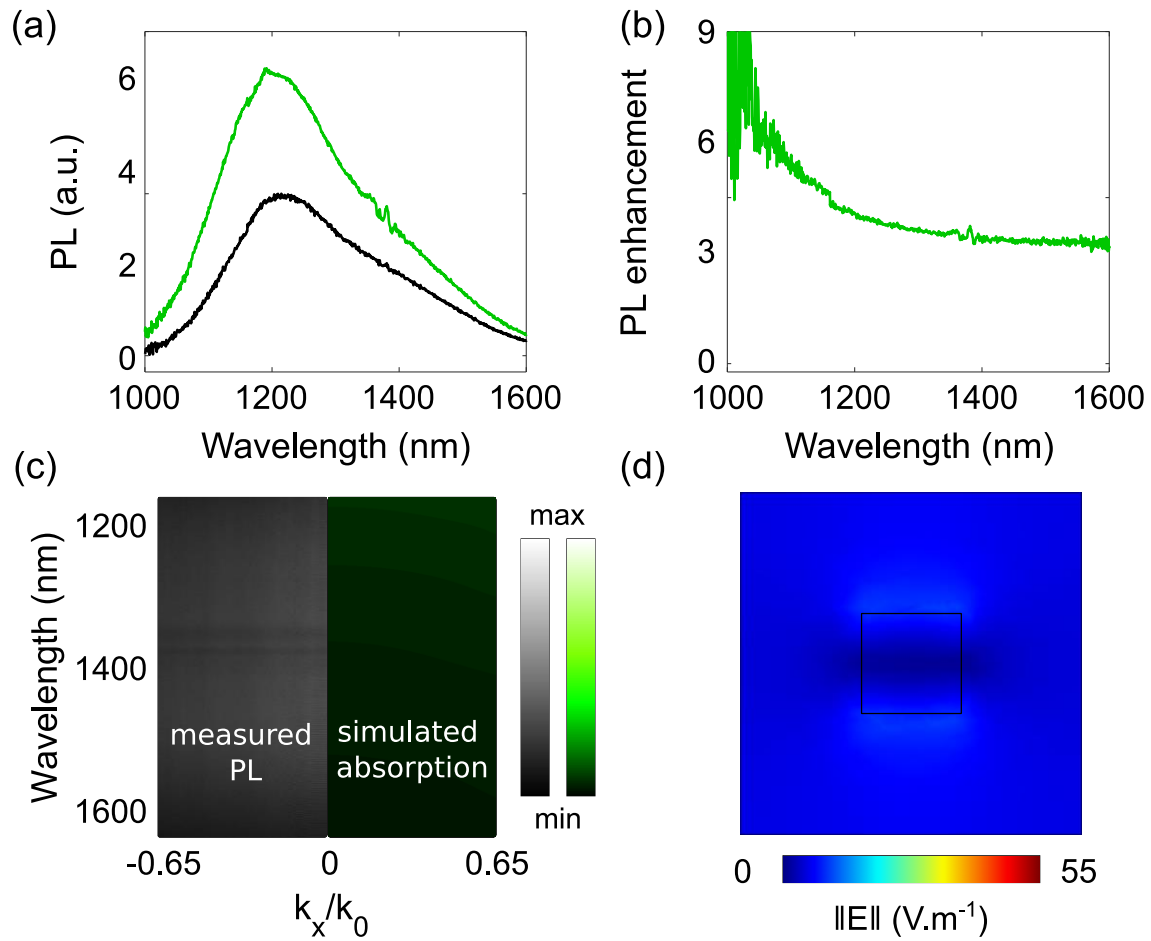 (a)
6
4
2
0
PL (a.u.)
1000 1200 1400 1600
Wavelength (nm)
(b)
9
6
3
0
PL enhancement
1000 1200 1400 1600
Wavelength (nm)
(c)
1200
1400
1600
Wavelength (nm)
measured
PL
simulated
absorption
-0.65 0 0.65
kₓ/k₀
max
min
(d)
0 55
‖E‖ (V.m⁻¹)